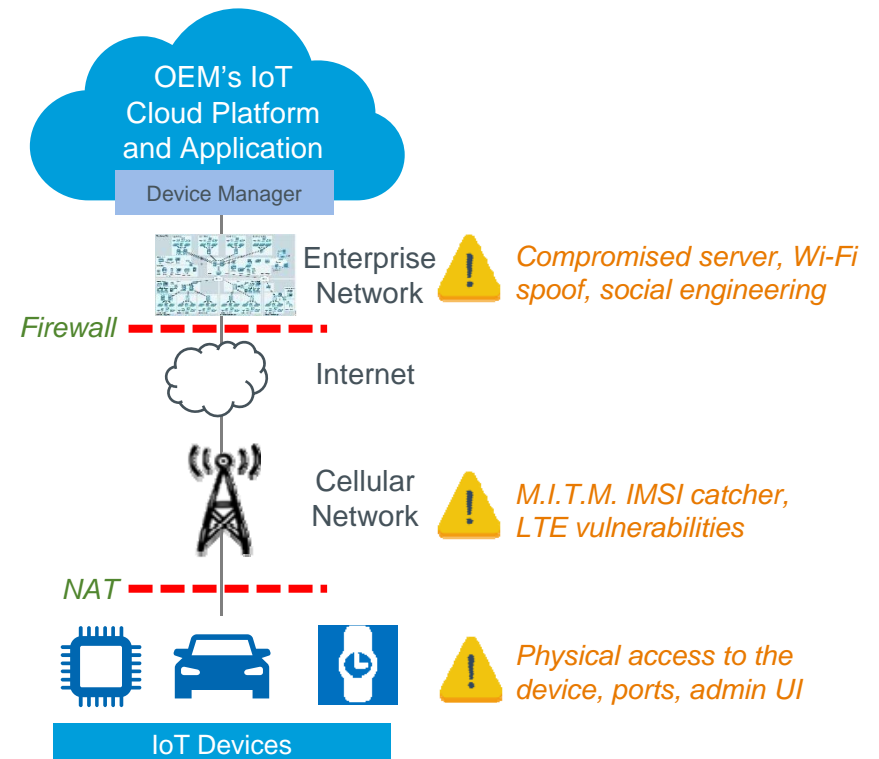 OEM's IoT
Cloud Platform
and Application
Device Manager
Enterprise
Network
Compromised server, Wi-Fi
spoof, social engineering
Firewall
Internet
Cellular
Network
M.I.T.M. IMSI catcher,
LTE vulnerabilities
NAT
Physical access to the
device, ports, admin UI
IoT Devices